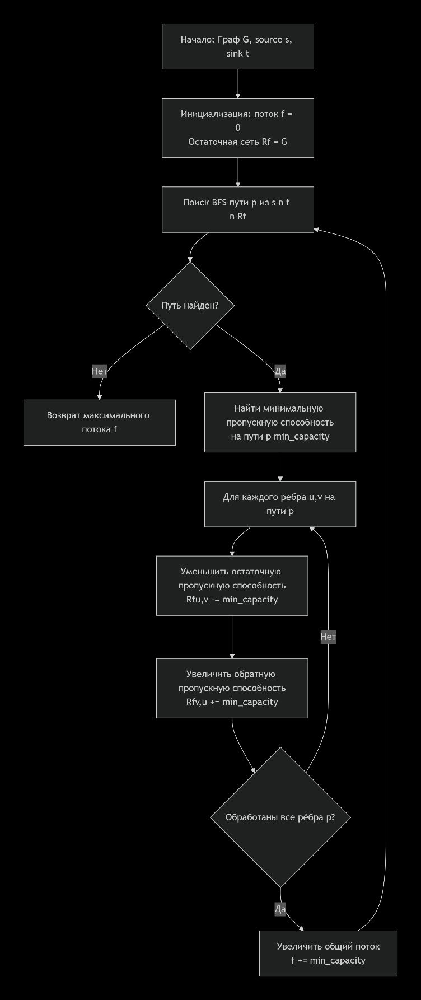 Начало: Граф G, source s,
sink t
Инициализация: поток f =
0
Остаточная сеть Rf = G
Поиск BFS пути p из s в t
в Rf
Путь найден?
Нет
Да
Возврат максимального
потока f
Найти минимальную
пропускную способность
на пути p min_capacity
Для каждого ребра u,v на
пути p
Уменьшить остаточную
пропускную способность
Rfu,v -= min_capacity
Нет
Увеличить обратную
пропускную способность
Rfv,u += min_capacity
Обработаны все рёбра p?
Да
Увеличить общий поток
f += min_capacity